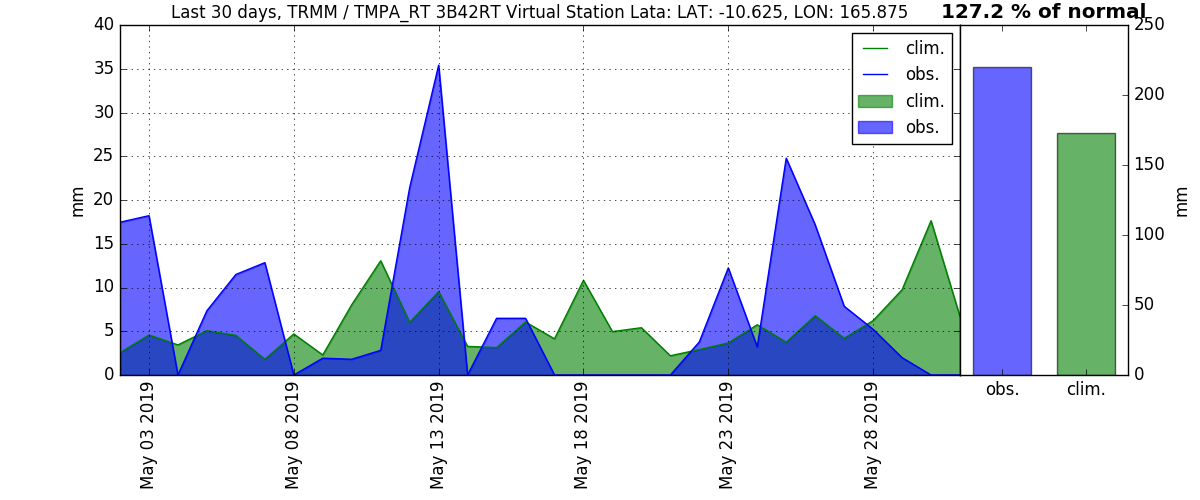 Last 30 days, TRMM / TMPA_RT 3B42RT Virtual Station Lata: LAT: -10.625, LON: 165.875
127.2 % of normal
40
35
30
25
20
15
10
5
0
mm
May 03 2019
May 08 2019
May 13 2019
May 18 2019
May 23 2019
May 28 2019
clim.
obs.
clim.
obs.
250
200
150
100
50
0
mm
obs.
clim.